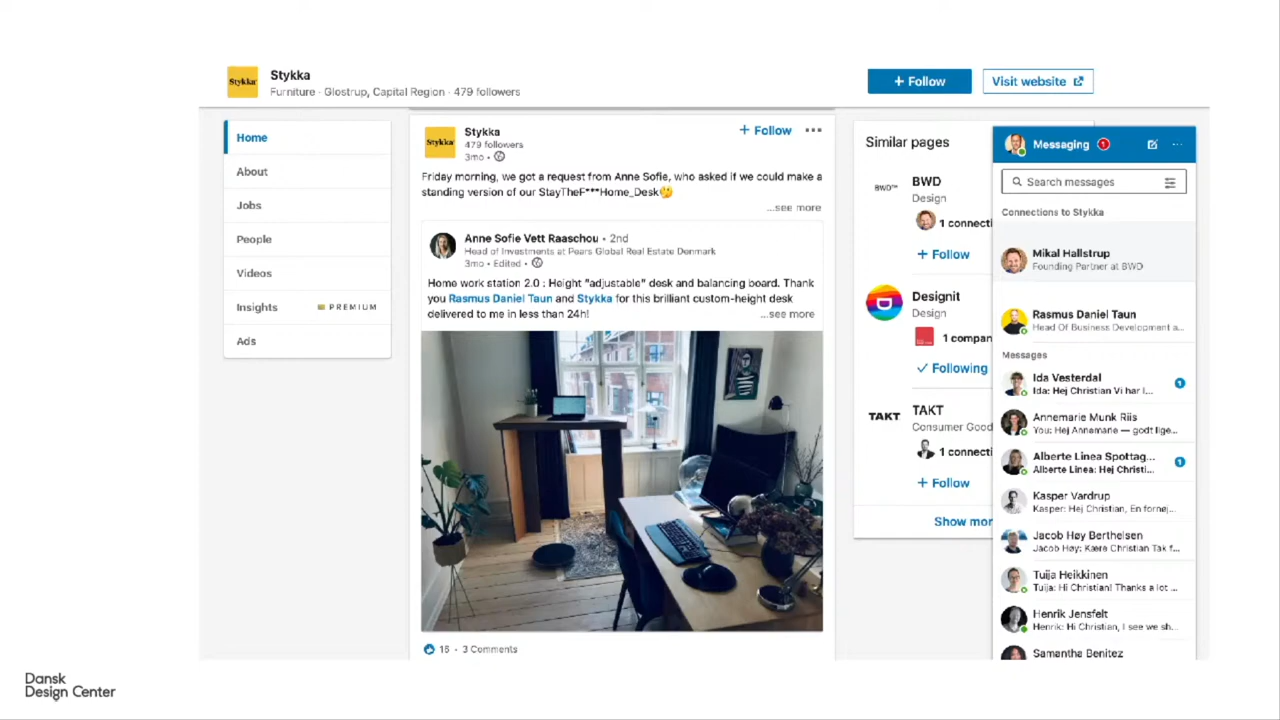 Stykka
Stykka
Furniture · Glostrup, Capital Region · 479 followers
+ Follow
Visit website
Home
About
Jobs
People
Videos
Insights
PREMIUM
Ads
Stykka
Stykka
479 followers
3mo •
+ Follow
Friday morning, we got a request from Anne Sofie, who asked if we could make a
standing version of our StayTheF***Home_Desk🤔
...see more
Anne Sofie Vett Raaschou • 2nd
Head of Investments at Pears Global Real Estate Denmark
3mo • Edited •
Home work station 2.0 : Height "adjustable" desk and balancing board. Thank
you Rasmus Daniel Taun and Stykka for this brilliant custom-height desk
delivered to me in less than 24h!
...see more
16 · 3 Comments
Similar pages
BWD™
BWD
Design
1 connecti
+ Follow
D
Designit
Design
1 compan
Following
TAKT
TAKT
Consumer Good
1 connecti
+ Follow
Show mor
Messaging 1
Search messages
Connections to Stykka
Mikal Hallstrup
Founding Partner at BWD
Rasmus Daniel Taun
Head Of Business Development a...
Messages
Ida Vesterdal
Ida: Hej Christian Vi har l...
1
Annemarie Munk Riis
You: Hej Annemarie — godt lige...
Alberte Linea Spottag...
Alberte Linea: Hej Christi...
1
Kasper Vardrup
Kasper: Hej Christian, En fornøj...
Jacob Høy Berthelsen
Jacob Høy: Kære Christian Tak f...
Tuija Heikkinen
Tuija: Hi Christian! Thanks a lot ...
Henrik Jensfelt
Henrik: Hi Christian, I see we sh...
Samantha Benitez
Dansk
Design Center